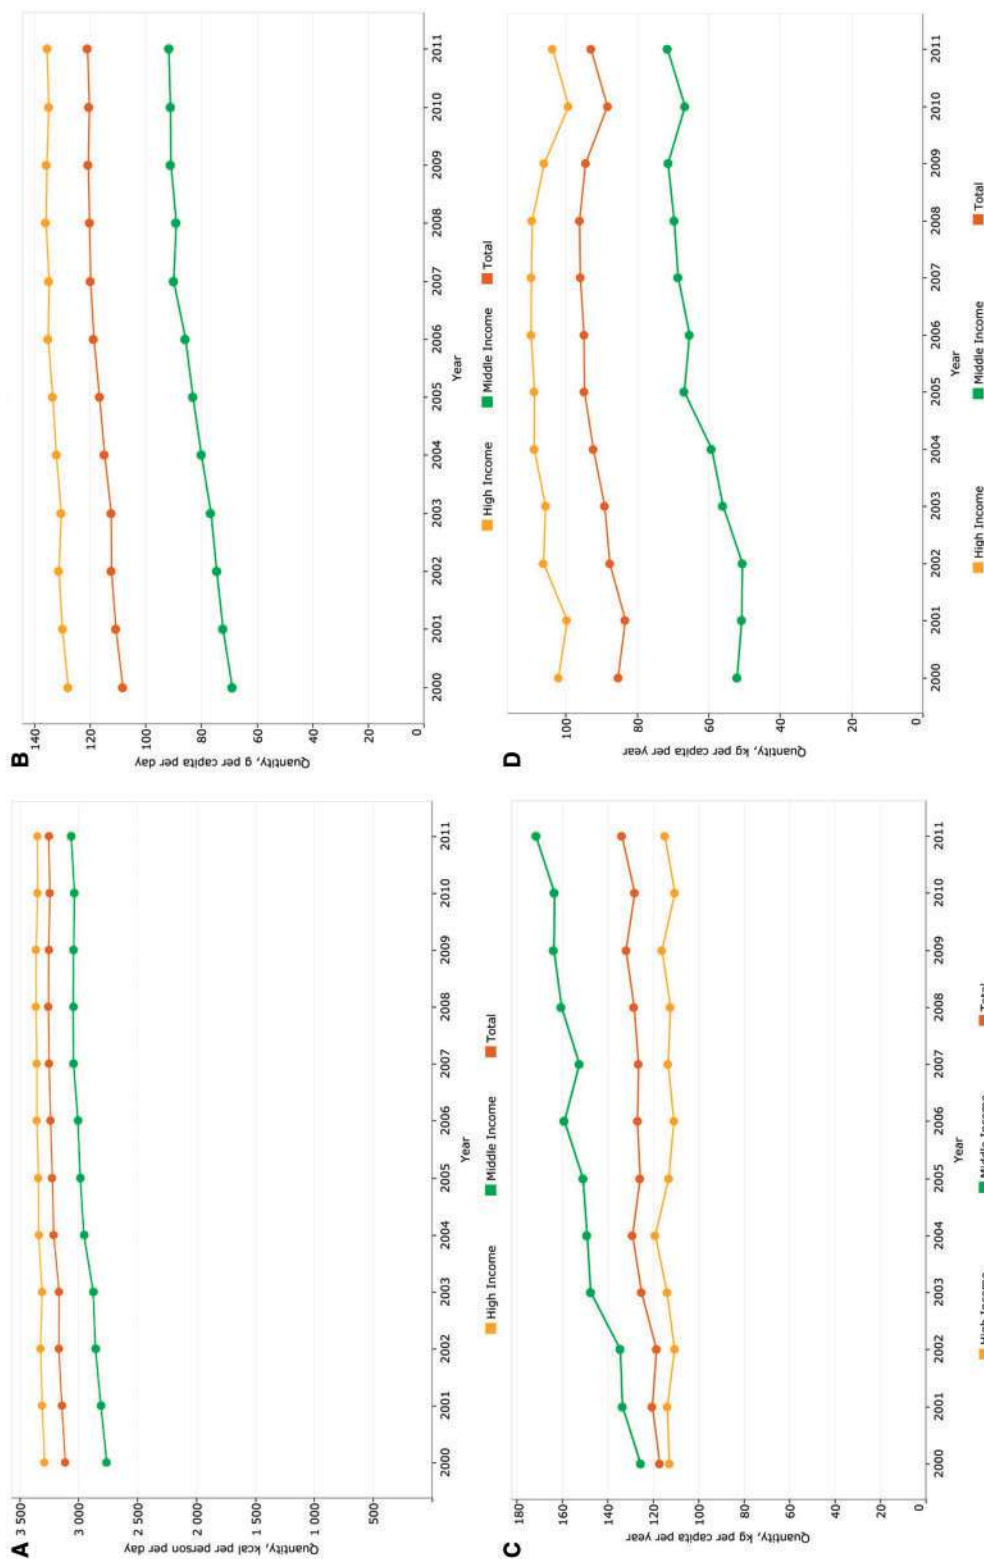 A
Quantity, kcal per person per day
3 500
3 000
2 500
2 000
1 000
500
2000 2001 2002 2003 2004 2005 2006 2007 2008 2009 2010 2011
Year
High Income Middle Income Total
B
Quantity, g per capita per day
140
120
100
80
60
40
20
0
2000 2001 2002 2003 2004 2005 2006 2007 2008 2009 2010 2011
Year
High Income Middle Income Total
C
Quantity, kg per capita per year
180
160
140
120
100
80
60
40
20
0
2000 2001 2002 2003 2004 2005 2006 2007 2008 2009 2010 2011
Year
High Income Middle Income Total
D
Quantity, kg per capita per year
100
80
60
40
20
0
2000 2001 2002 2003 2004 2005 2006 2007 2008 2009 2010 2011
Year
High Income Middle Income Total